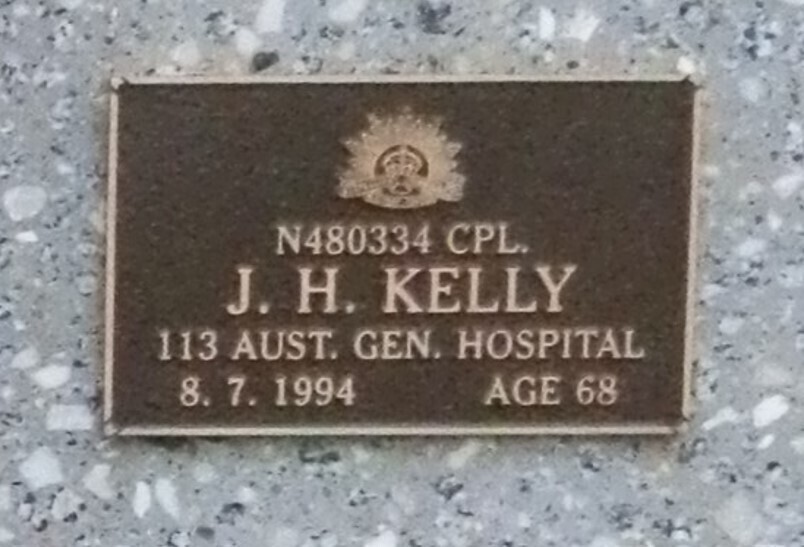 N480334 CPL.
J. H. KELLY
113 AUST. GEN. HOSPITAL
8. 7. 1994 AGE 68